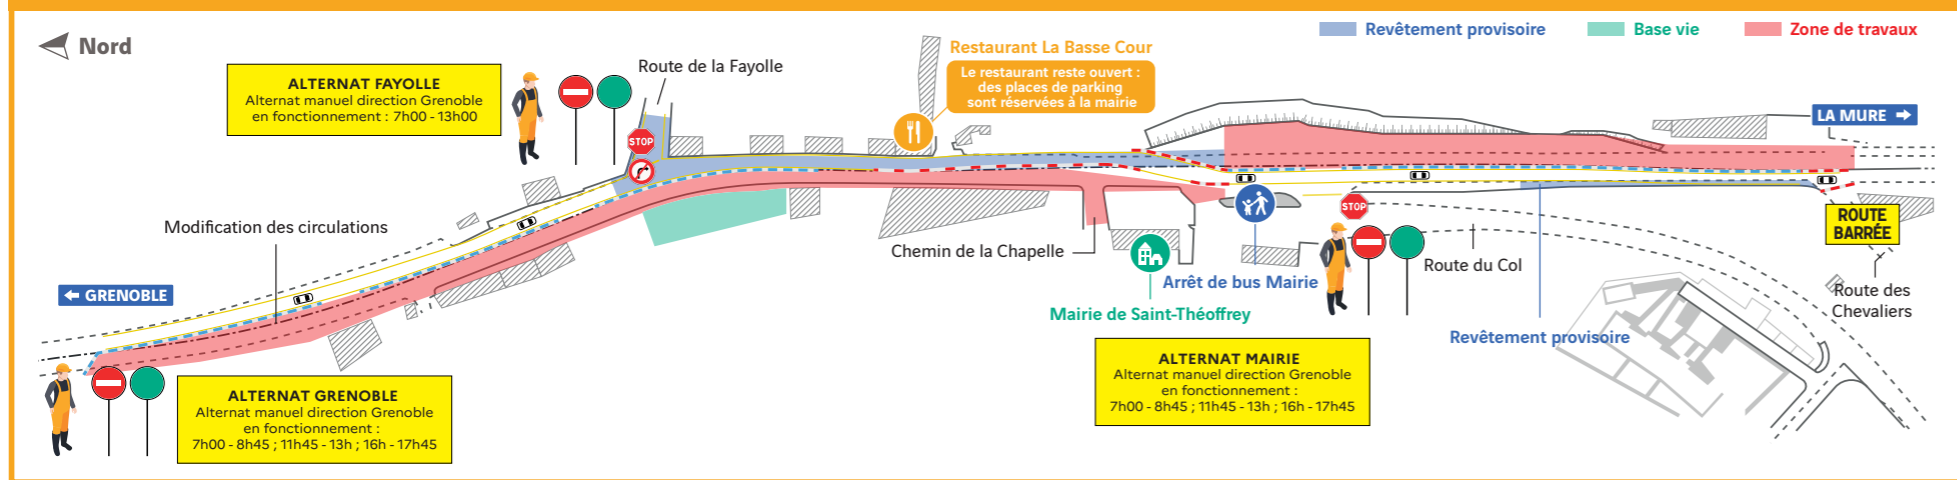 Nord
Revêtement provisoire
Base vie
Zone de travaux
ALTERNAT FAYOLLE
Alternat manuel direction Grenoble
en fonctionnement : 7h00 - 13h00
Route de la Fayolle
STOP
Restaurant La Basse Cour
Le restaurant reste ouvert :
des places de parking
sont réservées à la mairie
LA MURE
Modification des circulations
GRENOBLE
Chemin de la Chapelle
Arrêt de bus Mairie
Mairie de Saint-Théoffrey
STOP
Route du Col
ROUTE
BARRÉE
Route des
Chevaliers
Revêtement provisoire
ALTERNAT GRENOBLE
Alternat manuel direction Grenoble
en fonctionnement :
7h00 - 8h45 ; 11h45 - 13h ; 16h - 17h45
ALTERNAT MAIRIE
Alternat manuel direction Grenoble
en fonctionnement :
7h00 - 8h45 ; 11h45 - 13h ; 16h - 17h45